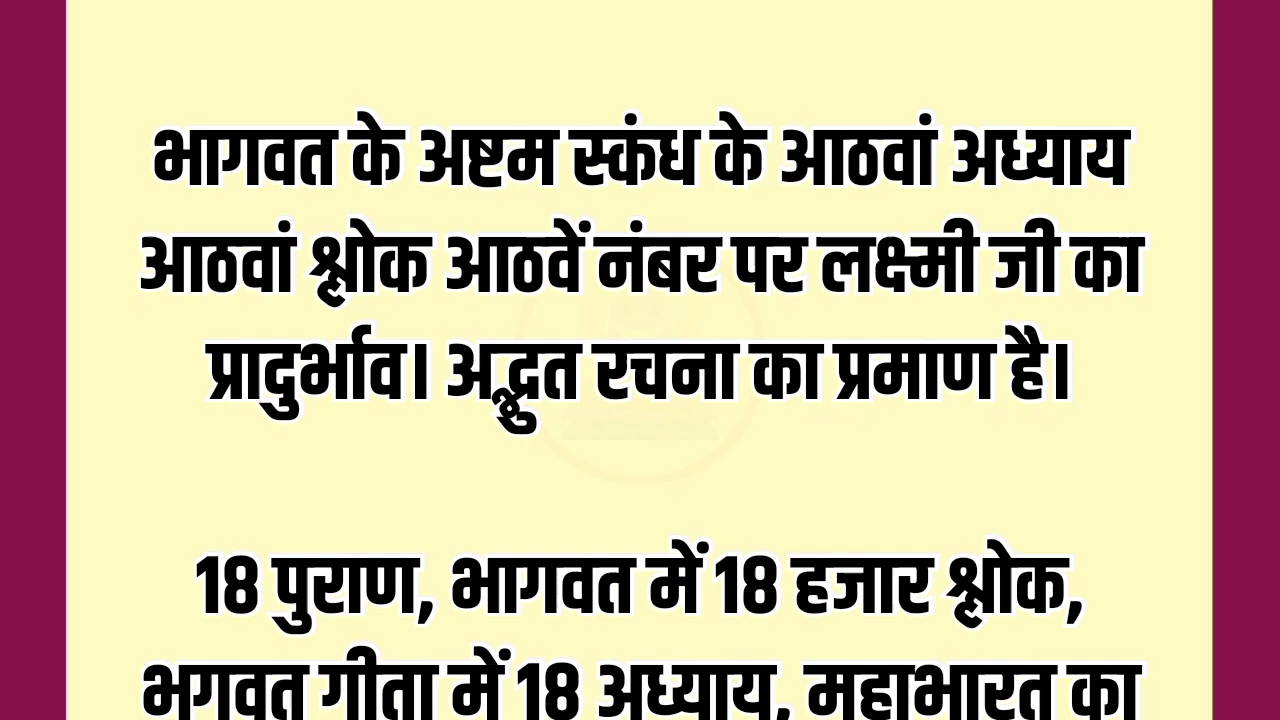 भागवत के अष्टम स्कंध के आठवां अध्याय
आठवां श्लोक आठवें नंबर पर लक्ष्मी जी का
प्रादुर्भाव। अद्भुत रचना का प्रमाण है।
18 पुराण, भागवत में 18 हजार श्लोक,
भगवत गीता में 18 अध्याय, महाभारत का